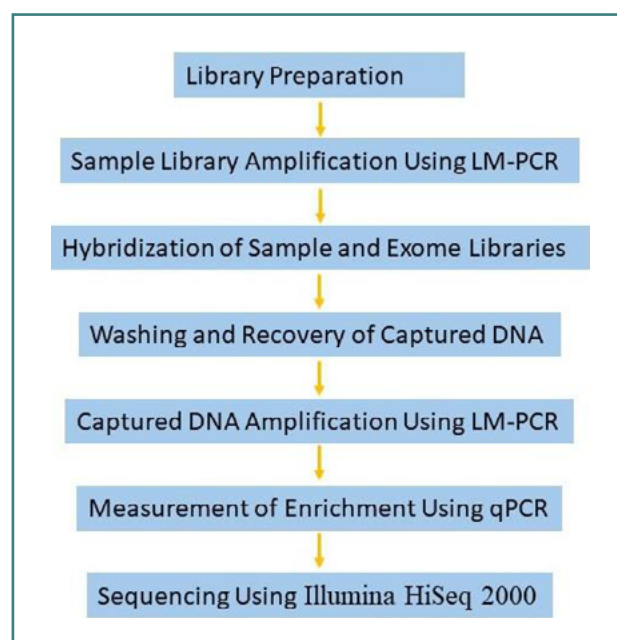 Library Preparation
Sample Library Amplification Using LM-PCR
Hybridization of Sample and Exome Libraries
Washing and Recovery of Captured DNA
Captured DNA Amplification Using LM-PCR
Measurement of Enrichment Using qPCR
Sequencing Using Illumina HiSeq 2000